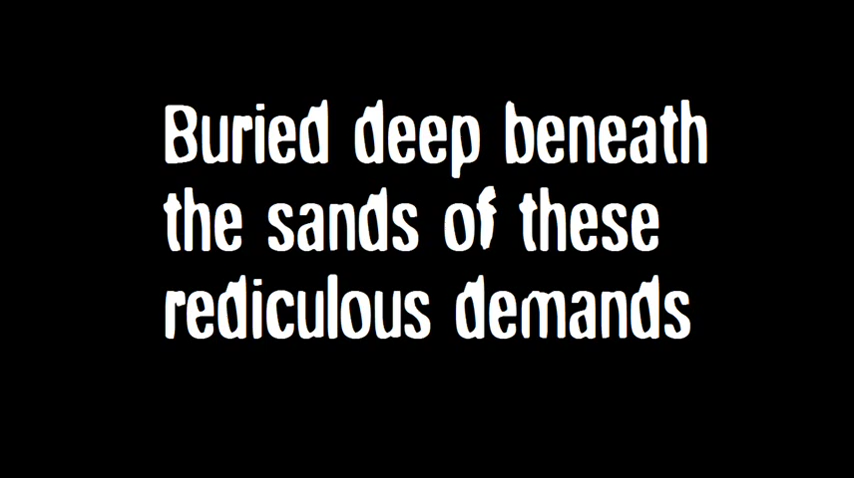 Buried deep beneath
the sands of these
rediculous demands